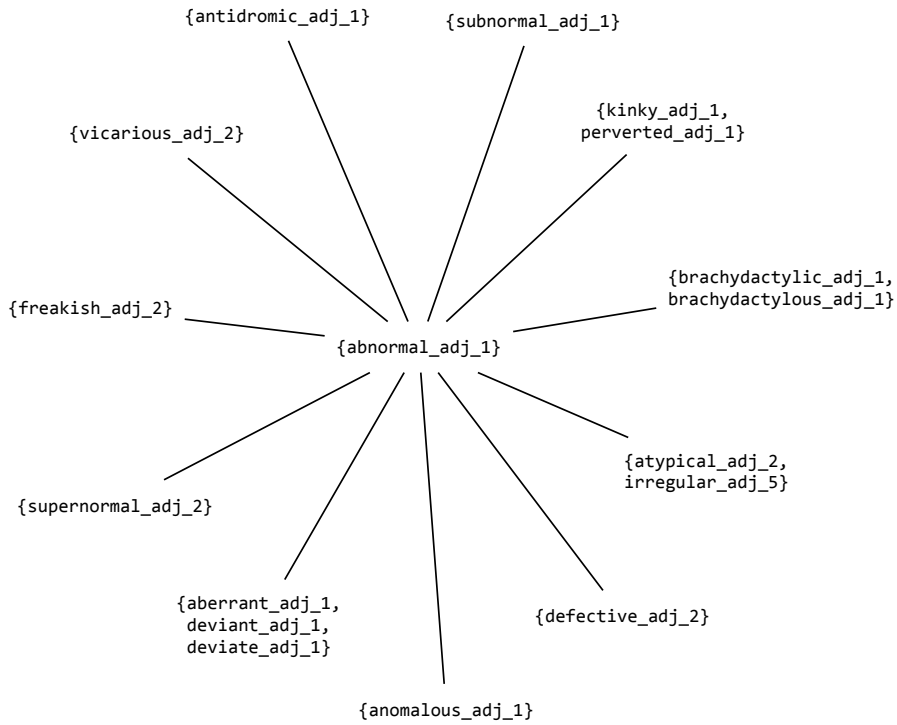 {antidromic_adj_1}
{subnormal_adj_1}
{kinky_adj_1,
perverted_adj_1}
{vicarious_adj_2}
{brachydactylic_adj_1,
brachydactylous_adj_1}
{freakish_adj_2}
{abnormal_adj_1}
{atypical_adj_2,
irregular_adj_5}
{supernormal_adj_2}
{aberrant_adj_1,
deviant_adj_1,
deviate_adj_1}
{defective_adj_2}
{anomalous_adj_1}